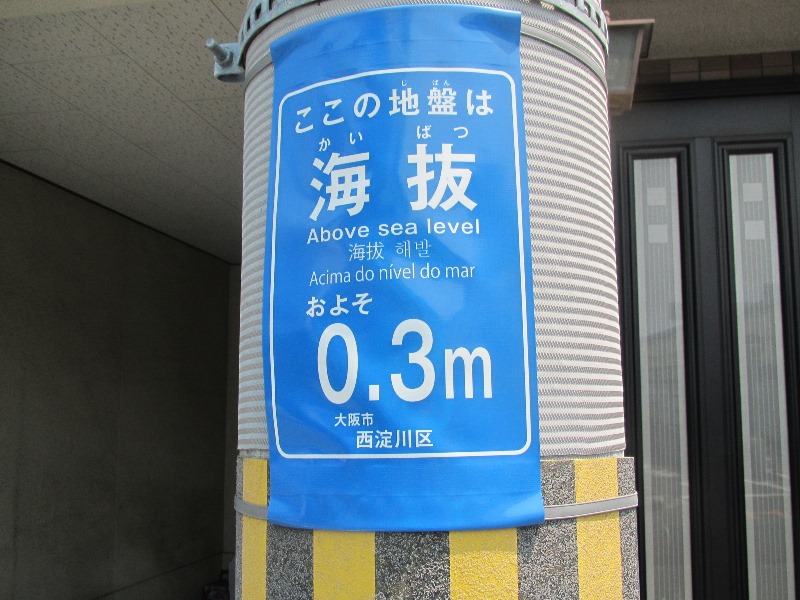 じばん
ここの地盤は
かいばつ
海抜
Above sea level
海拔 해발
Acima do nível do mar
およそ
0.3m
大阪市
西淀川区